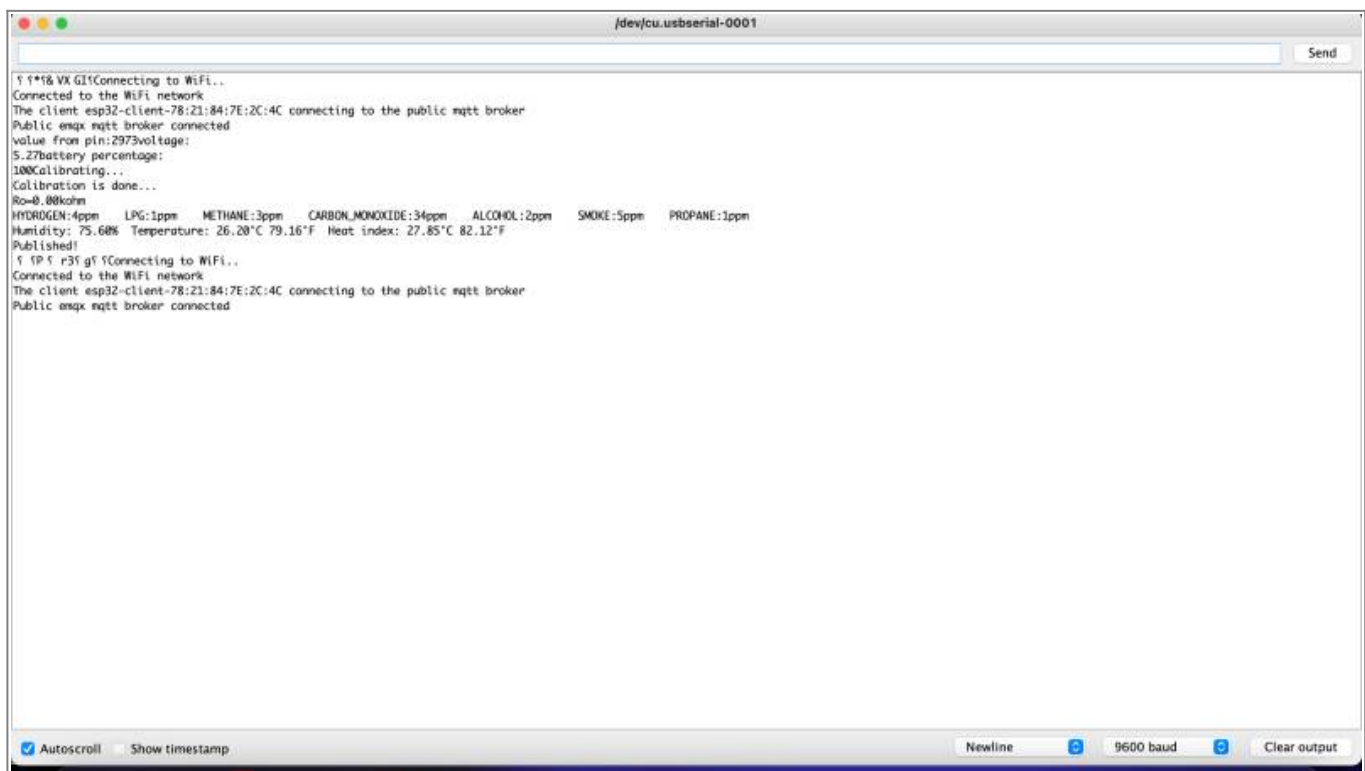 /dev/cu.usbserial-0001
Send
Connecting to WiFi..
Connected to the WiFi network
The client esp32-client-78:21:84:7E:2C:4C connecting to the public mqtt broker
Public emqx mqtt broker connected
value from pin:2973voltage:
5.27battery percentage:
100Calibrating...
Calibration is done...
Ro=0.00kohm
HYDROGEN:4ppm LPG:1ppm METHANE:3ppm CARBON_MONOXIDE:34ppm ALCOHOL:2ppm SMOKE:5ppm PROPANE:1ppm
Humidity: 75.60% Temperature: 26.20°C 79.16°F Heat index: 27.85°C 82.12°F
Published!
Connecting to WiFi..
Connected to the WiFi network
The client esp32-client-78:21:84:7E:2C:4C connecting to the public mqtt broker
Public emqx mqtt broker connected
Autoscroll Show timestamp Newline 9600 baud Clear output